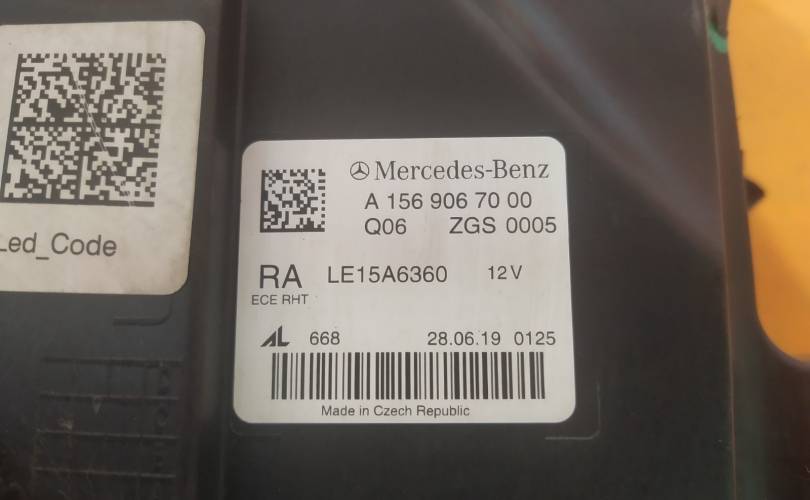 Led_Code
Mercedes-Benz
A 156 906 70 00
Q06 ZGS 0005
RA LE15A6360 12V
ECE RHT
AL 668 28.06.19 0125
Made in Czech Republic